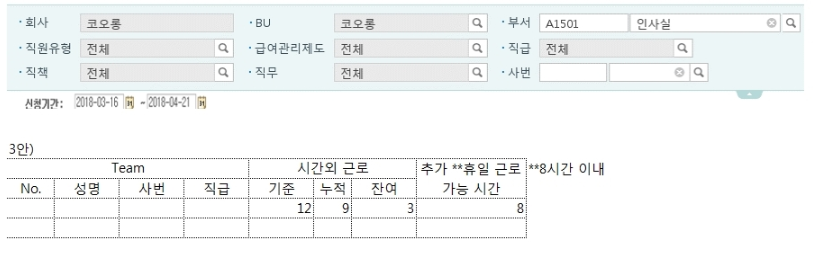 · 회사 코오롱 · BU 코오롱 · 부서 A1501 인사실
· 직원유형 전체 · 급여관리제도 전체 · 직급 전체
· 직책 전체 · 직무 전체 · 사번
신청기간: 2018-03-16 ~ 2018-04-21
3안)
Team 시간외 근로 추가 **휴일 근로 **8시간 이내
No. 성명 사번 직급 기준 누적 잔여 가능 시간
12 9 3 8